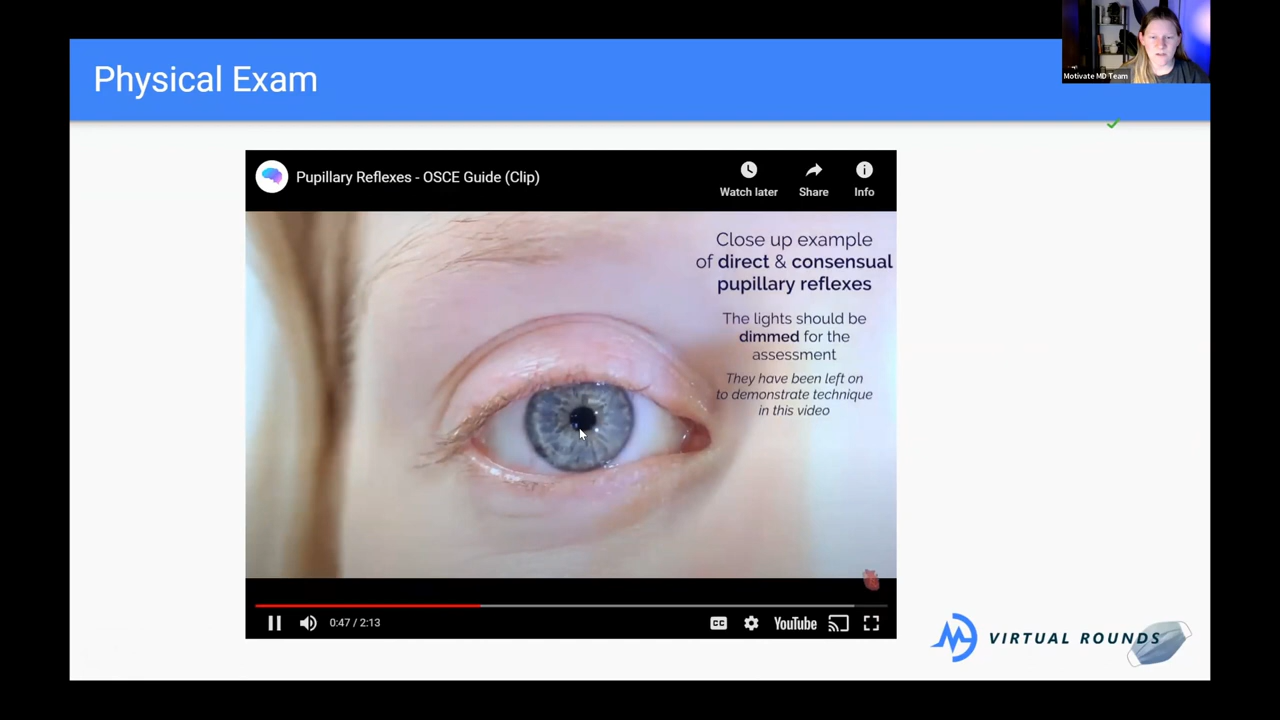 Physical Exam
Motivate MD Team
Pupillary Reflexes - OSCE Guide (Clip)
Watch later
Share
Info
Close up example
of direct & consensual
pupillary reflexes
The lights should be
dimmed for the
assessment
They have been left on
to demonstrate technique
in this video
0:47 / 2:13
CC
YouTube
VIRTUAL ROUNDS